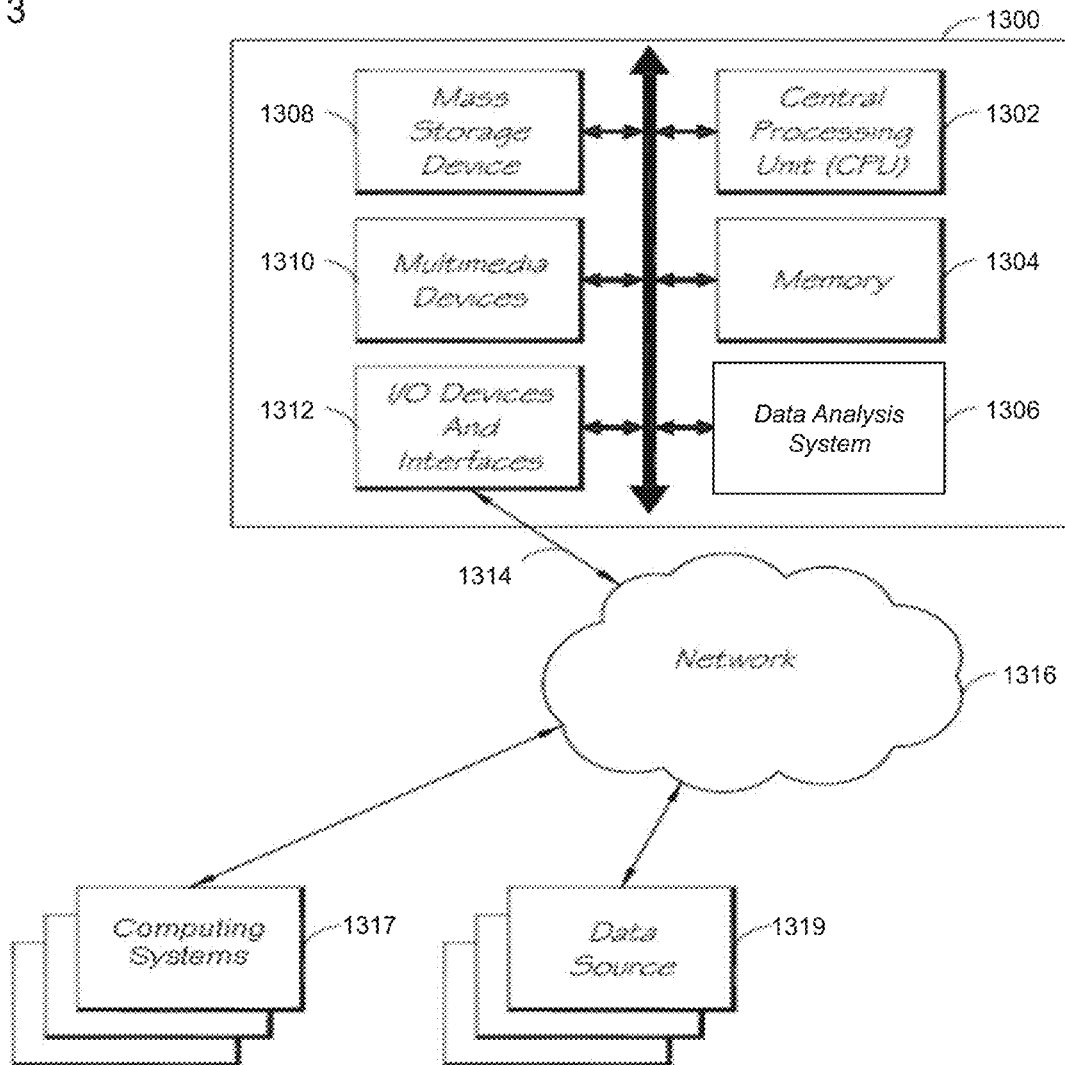 3
1300
1308
Mass
Storage
Device
Central
Processing
Unit (CPU)
1302
1310
Multimedia
Devices
Memory
1304
1312
I/O Devices
And
Interfaces
Data Analysis
System
1306
1314
Network
1316
Computing
Systems
1317
Data
Source
1319